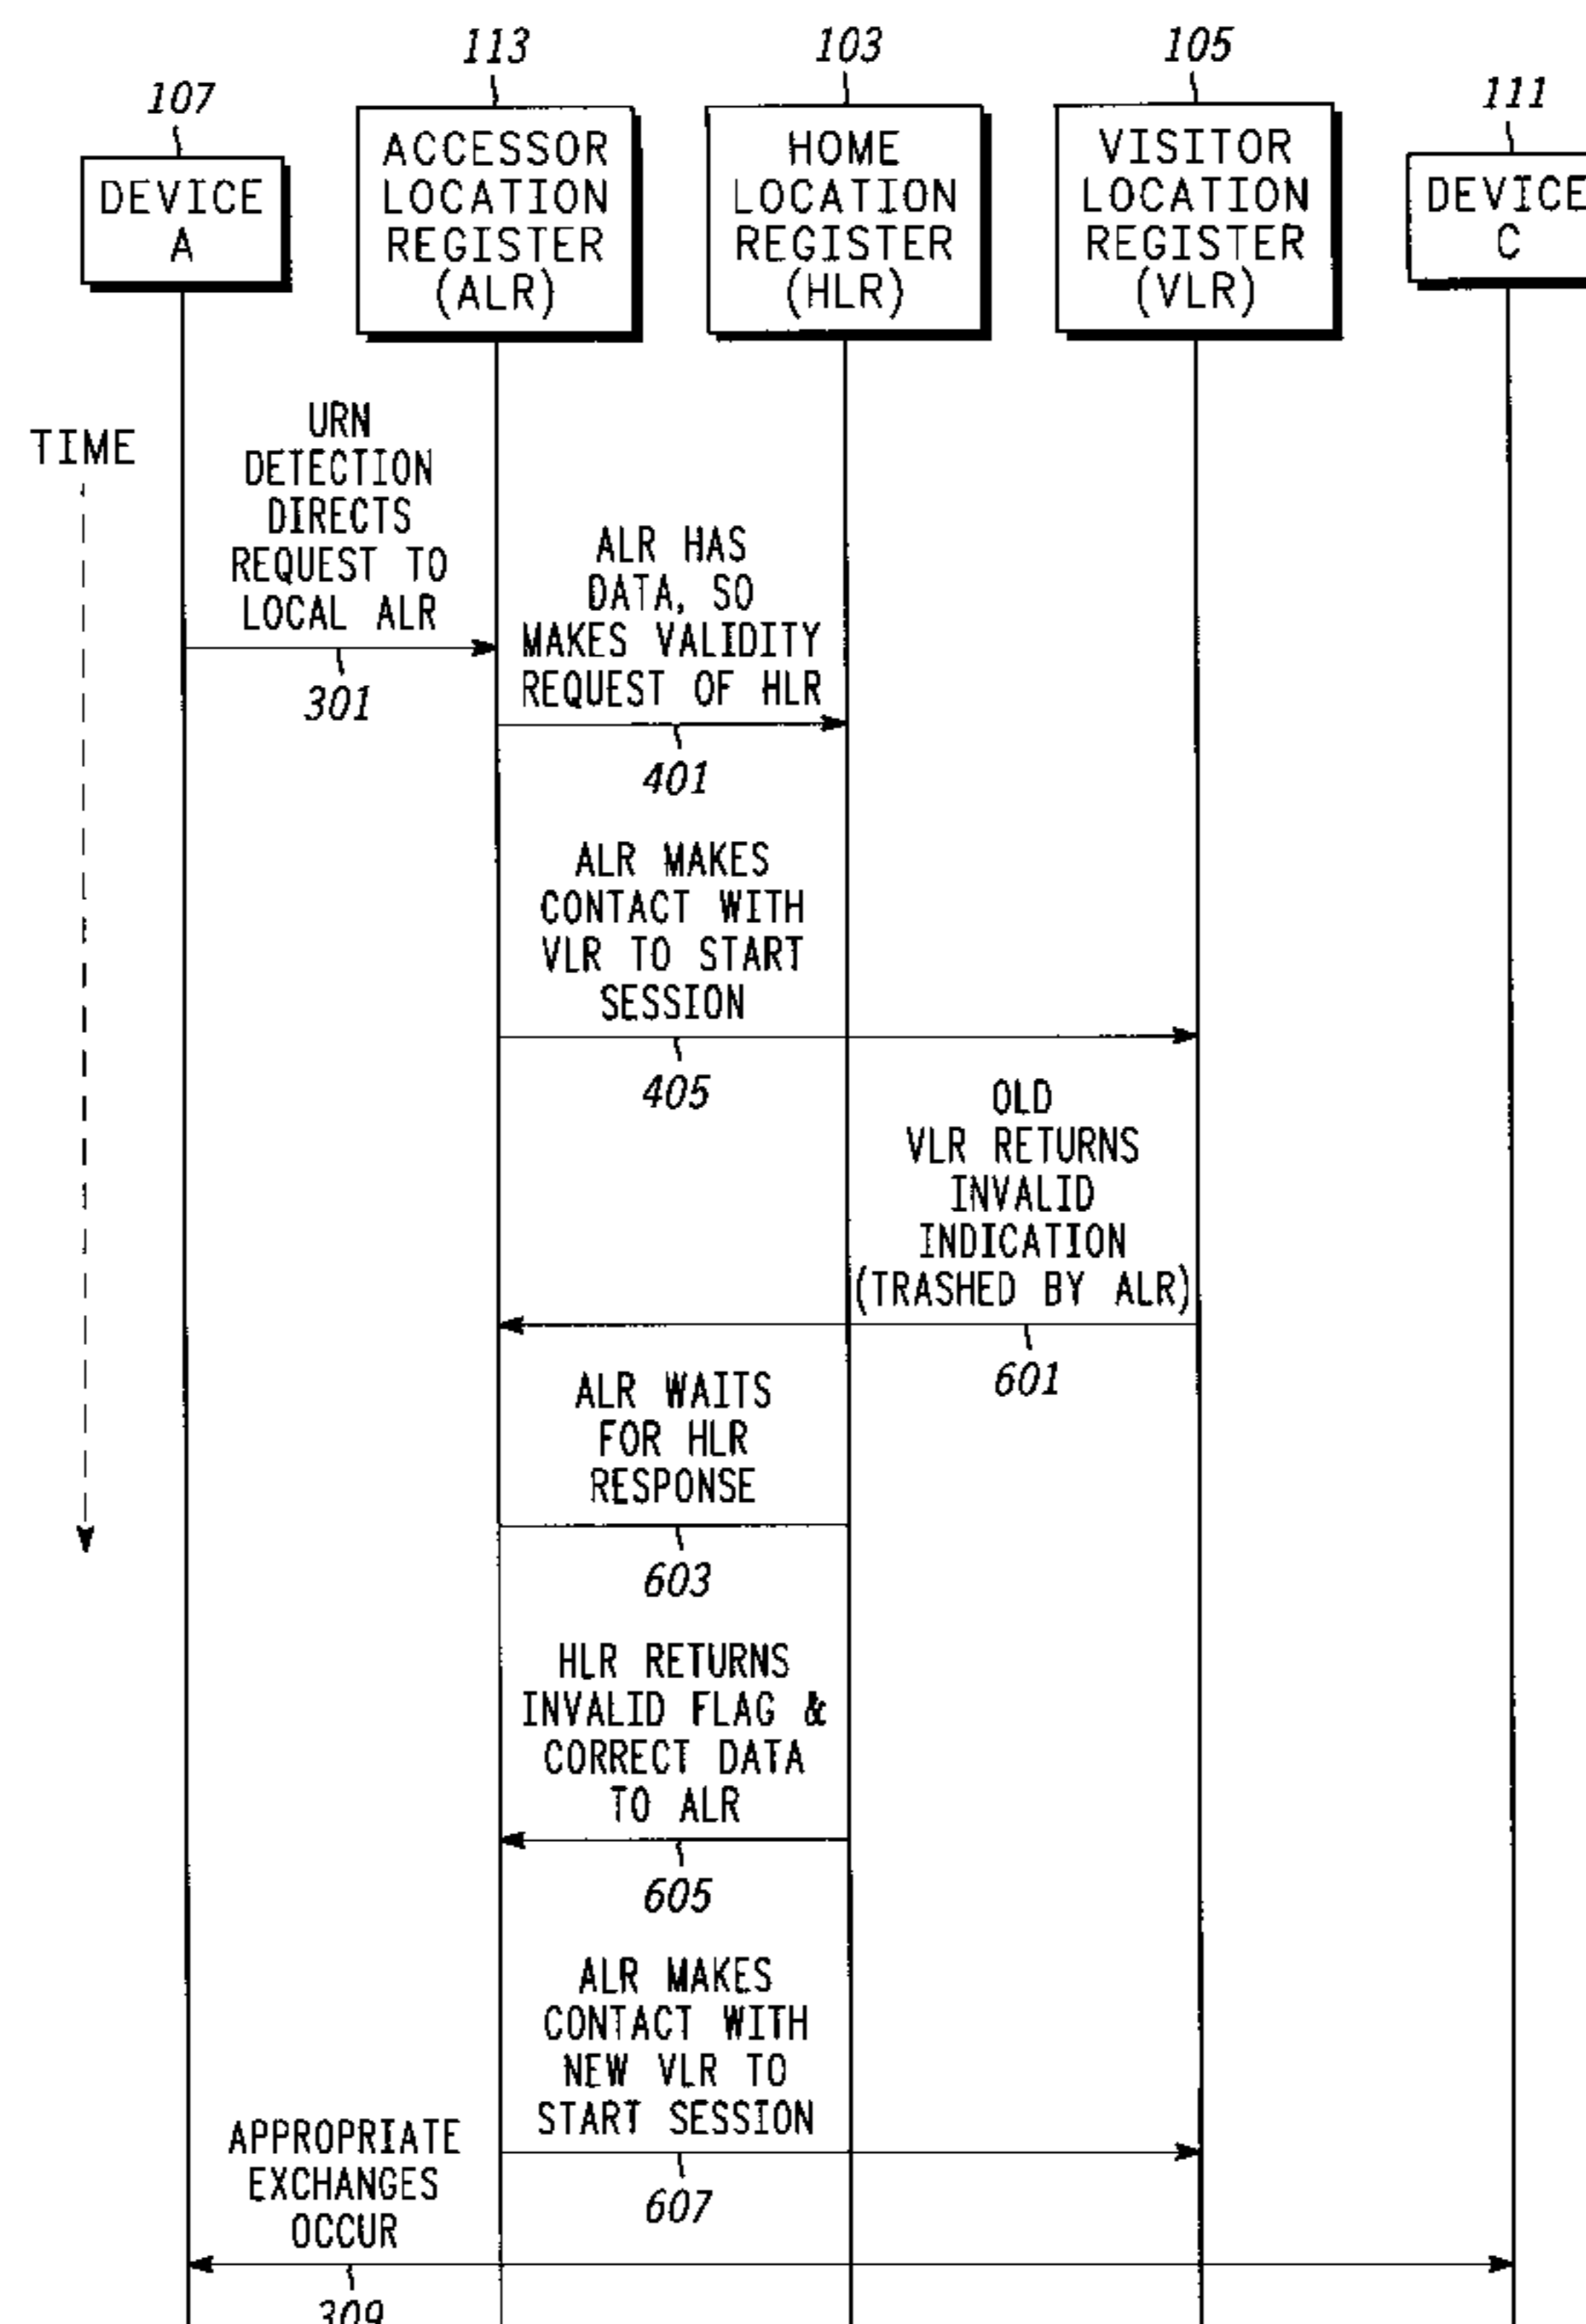 107
113
103
105
111
DEVICE
A
ACCESSOR
LOCATION
REGISTER
(ALR)
HOME
LOCATION
REGISTER
(HLR)
VISITOR
LOCATION
REGISTER
(VLR)
DEVICE
C
TIME
URN
DETECTION
DIRECTS
REQUEST TO
LOCAL ALR
301
ALR HAS
DATA, SO
MAKES VALIDITY
REQUEST OF HLR
401
ALR MAKES
CONTACT WITH
VLR TO START
SESSION
405
OLD
VLR RETURNS
INVALID
INDICATION
(TRASHED BY ALR)
601
ALR WAITS
FOR HLR
RESPONSE
603
HLR RETURNS
INVALID FLAG &
CORRECT DATA
TO ALR
605
ALR MAKES
CONTACT WITH
NEW VLR TO
START SESSION
607
APPROPRIATE
EXCHANGES
OCCUR
309